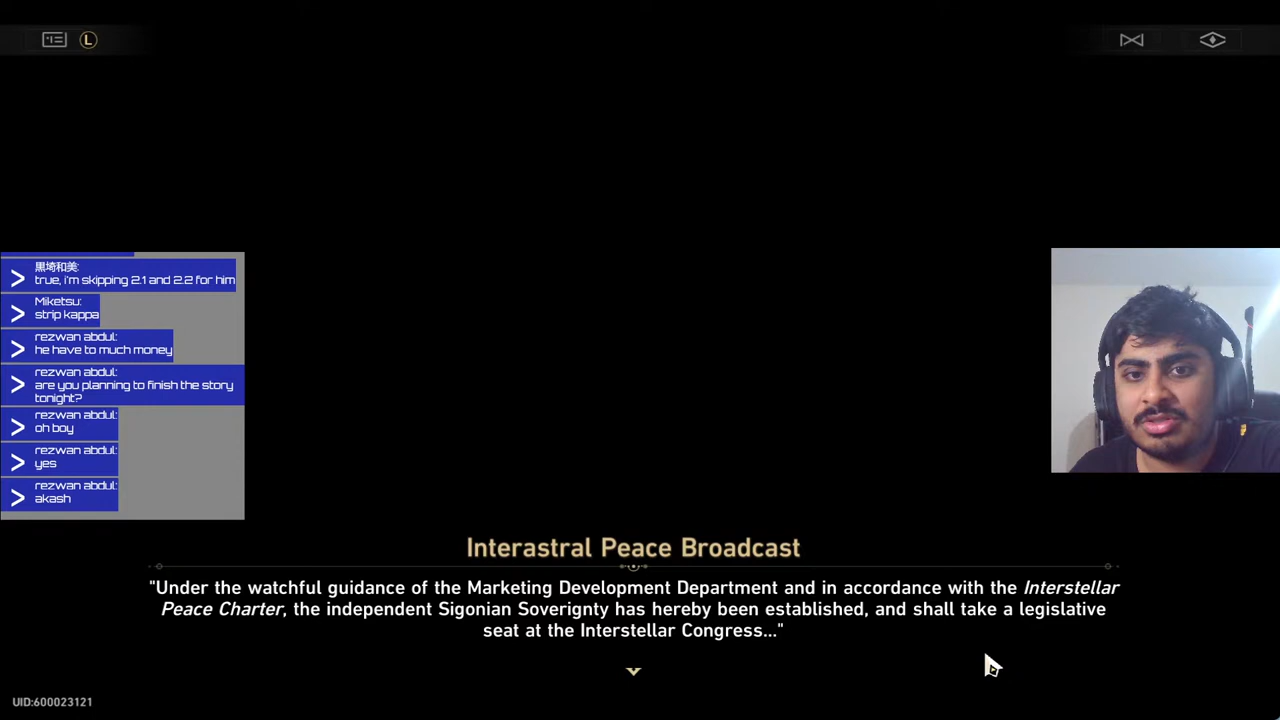 L
黒埼和美:
true, i'm skipping 2.1 and 2.2 for him
Miketsu:
strip kappa
rezwan abdul:
he have to much money
rezwan abdul:
are you planning to finish the story
tonight?
rezwan abdul:
oh boy
rezwan abdul:
yes
rezwan abdul:
akash
Interastral Peace Broadcast
"Under the watchful guidance of the Marketing Development Department and in accordance with the Interstellar
Peace Charter, the independent Sigonian Soverignty has hereby been established, and shall take a legislative
seat at the Interstellar Congress..."
UID:600023121